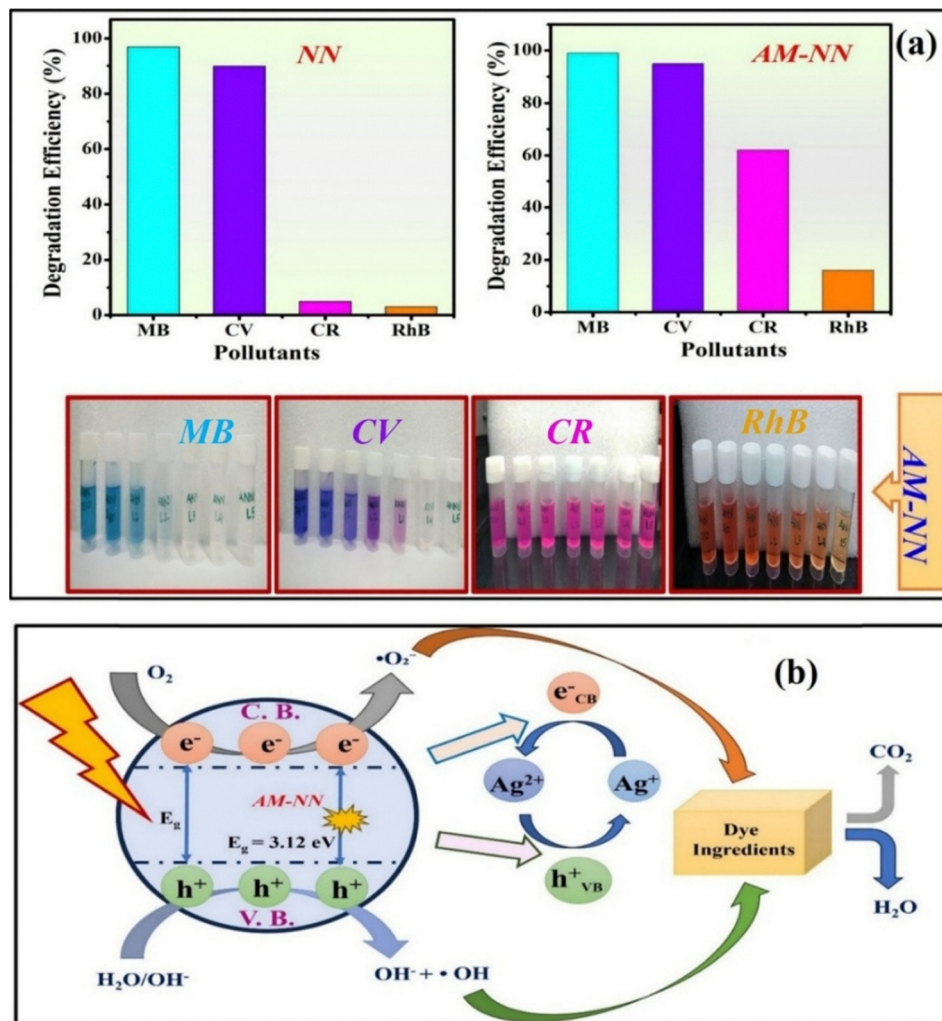 (a)
NN
Degradation Efficiency (%)
100
80
60
40
20
0
MB CV CR RhB
Pollutants
AM-NN
Degradation Efficiency (%)
100
80
60
40
20
0
MB CV CR RhB
Pollutants
MB
CV
CR
RhB
AM-NN
(b)
O₂
•O₂⁻
C. B.
e⁻ e⁻ e⁻
E_g
AM-NN
E_g = 3.12 eV
h⁺ h⁺ h⁺
V. B.
H₂O/OH⁻
OH⁻ + • OH
e⁻CB
Ag²⁺ Ag⁺
h⁺VB
Dye
Ingredients
CO₂
H₂O